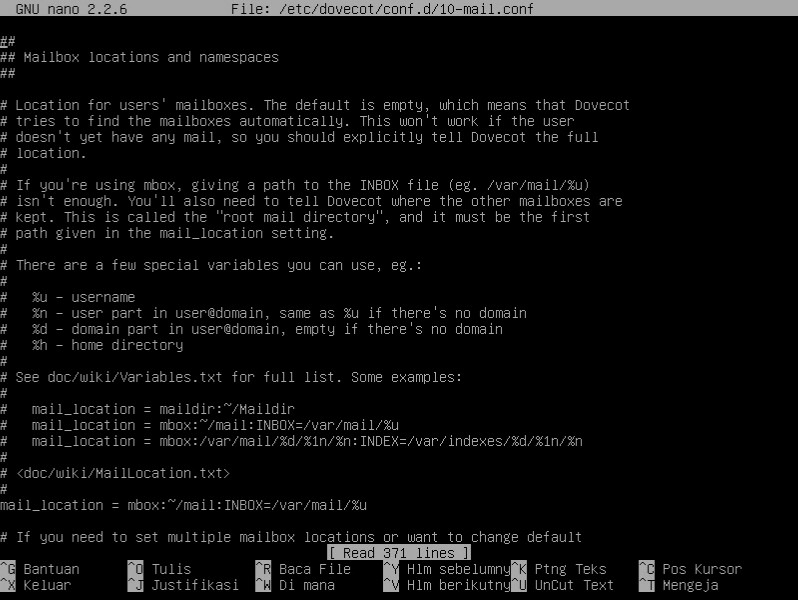 GNU nano 2.2.6 File: /etc/dovecot/conf.d/10-mail.conf
##
## Mailbox locations and namespaces
##
# Location for users' mailboxes. The default is empty, which means that Dovecot
# tries to find the mailboxes automatically. This won't work if the user
# doesn't yet have any mail, so you should explicitly tell Dovecot the full
# location.
#
# If you're using mbox, giving a path to the INBOX file (eg. /var/mail/%u)
# isn't enough. You'll also need to tell Dovecot where the other mailboxes are
# kept. This is called the "root mail directory", and it must be the first
# path given in the mail_location setting.
#
# There are a few special variables you can use, eg.:
#
#   %u - username
#   %n - user part in user@domain, same as %u if there's no domain
#   %d - domain part in user@domain, empty if there's no domain
#   %h - home directory
#
# See doc/wiki/Variables.txt for full list. Some examples:
#
#   mail_location = maildir:~/Maildir
#   mail_location = mbox:~/mail:INBOX=/var/mail/%u
#   mail_location = mbox:/var/mail/%d/%1n/%n:INDEX=/var/indexes/%d/%1n/%n
#
# <doc/wiki/MailLocation.txt>
#
mail_location = mbox:~/mail:INBOX=/var/mail/%u
# If you need to set multiple mailbox locations or want to change default
[ Read 371 lines ]
^G Bantuan ^O Tulis ^R Baca File ^Y Hlm sebelumny ^K Ptng Teks ^C Pos Kursor
^X Keluar ^J Justifikasi ^W Di mana ^V Hlm berikutny ^U UnCut Text ^T Mengeja